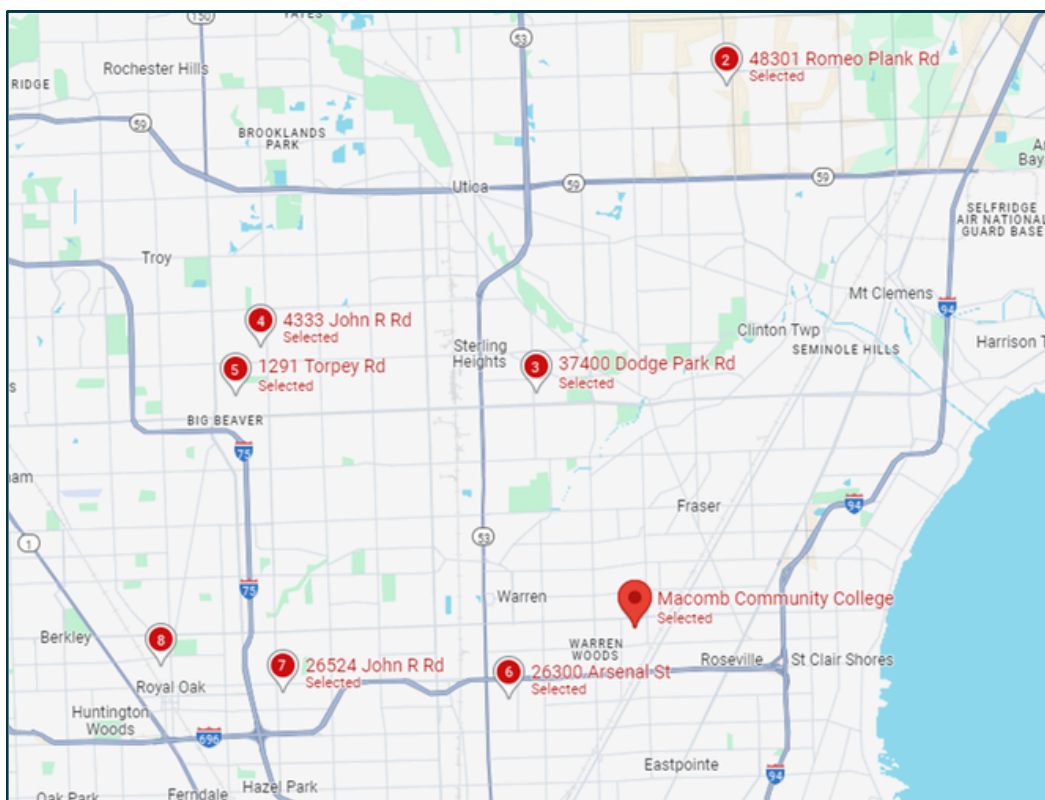 150
YATES
53
2
48301 Romeo Plank Rd
Selected
Rochester Hills
RIDGE
59
BROOKLANDS
PARK
Utica
59
59
Bay
SELFRIDGE
AIR NATIONAL
GUARD BASE
Troy
Mt Clemens
94
4
4333 John R Rd
Selected
Clinton Twp
SEMINOLE HILLS
Harrison T
Sterling
Heights
3
37400 Dodge Park Rd
Selected
5
1291 Torpey Rd
Selected
BIG BEAVER
75
ham
Fraser
94
1
53
75
Warren
Macomb Community College
Selected
Berkley
8
WARREN
WOODS
7
26524 John R Rd
Selected
6
26300 Arsenal St
Selected
Roseville
St Clair Shores
Royal Oak
Huntington
Woods
696
Eastpointe
94
Hazel Park
Ferndale
Oak Park